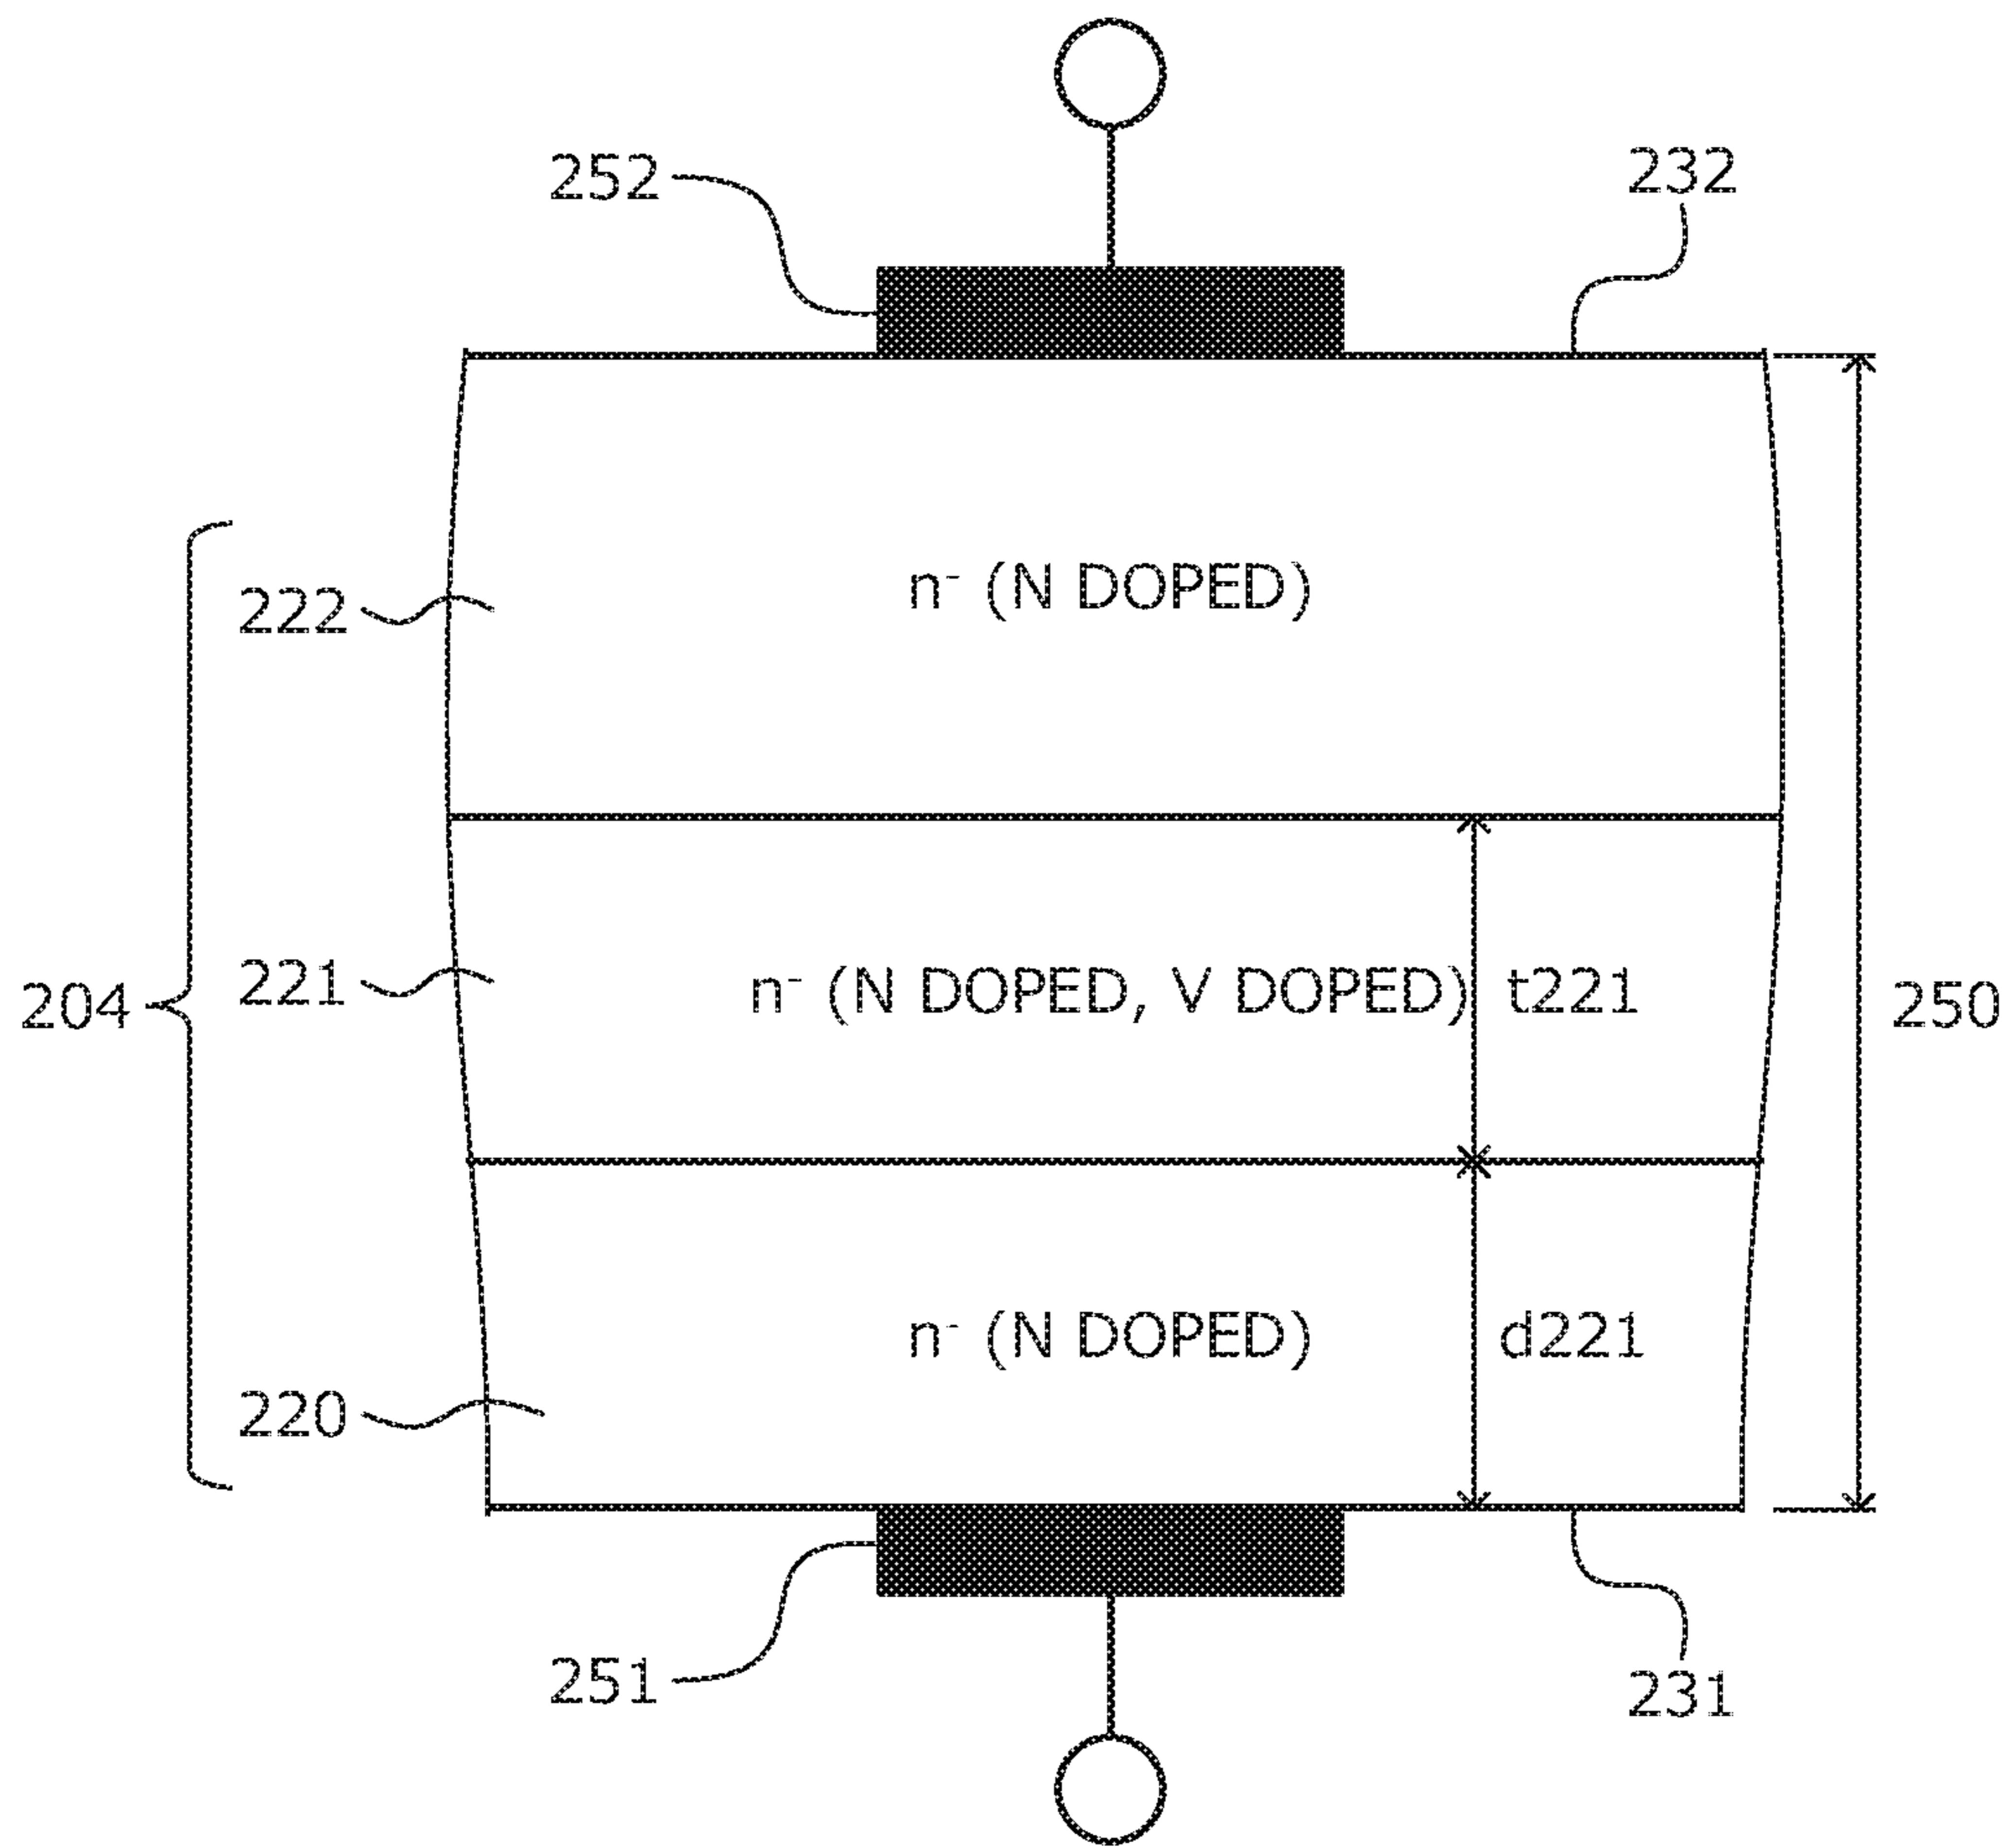 252
232
n⁻ (N DOPED)
222
221
n⁻ (N DOPED, V DOPED)
t221
204
250
n⁻ (N DOPED)
d221
220
251
231